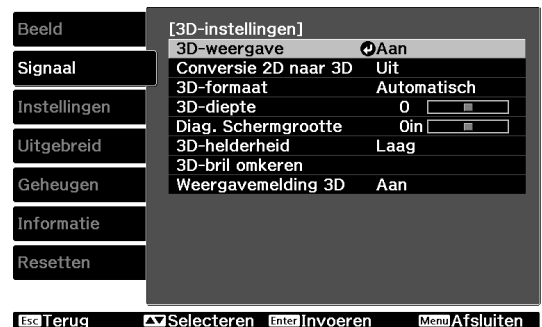 Beeld
Signaal
Instellingen
Uitgebreid
Geheugen
Informatie
Resetten
[3D-instellingen]
3D-weergave Aan
Conversie 2D naar 3D Uit
3D-formaat Automatisch
3D-diepte 0
Diag. Schermgrootte 0in
3D-helderheid Laag
3D-bril omkeren
Weergavemelding 3D Aan
Esc Terug Selecteren Enter Invoeren Menu Afsluiten